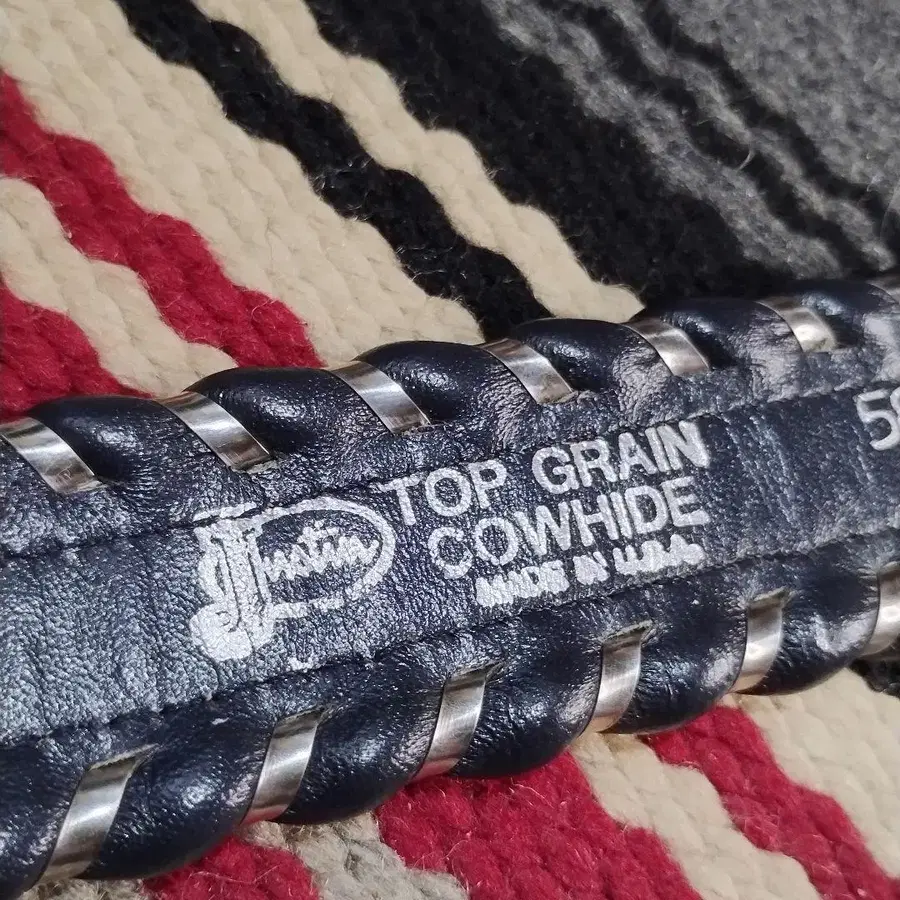 Justin
TOP GRAIN
COWHIDE
MADE IN U.S.A.